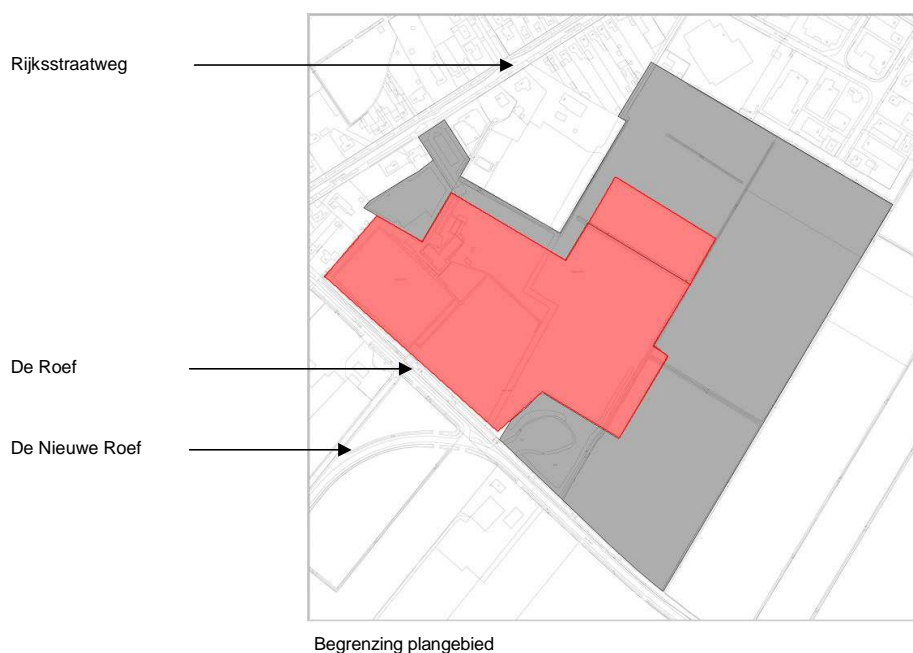 Rijksstraatweg
De Roef
De Nieuwe Roef
Begrenzing plangebied